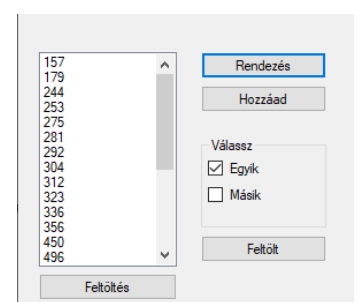 157
179
244
253
275
281
292
304
312
323
336
356
450
496
Feltöltés
Rendezés
Hozzáad
Válassz
Egyik
Másik
Feltölt